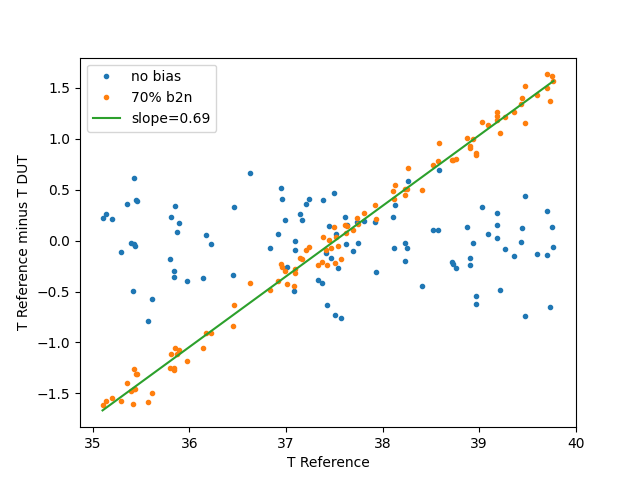 no bias
70% b2n
slope=0.69
T Reference minus T DUT
1.5
1.0
0.5
0.0
−0.5
−1.0
−1.5
35 36 37 38 39 40
T Reference